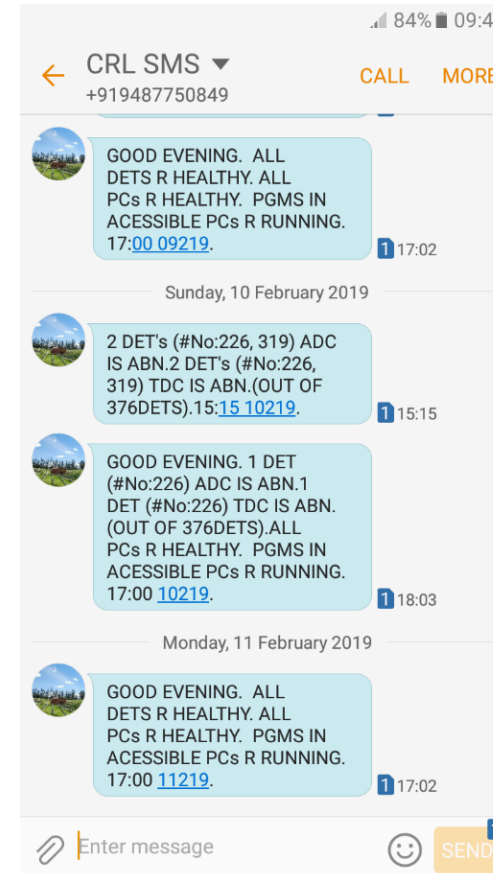 84% 09:4
CRL SMS
+919487750849
CALL MORE
GOOD EVENING. ALL
DETS R HEALTHY. ALL
PCs R HEALTHY. PGMS IN
ACESSIBLE PCs R RUNNING.
17:00 09219.
1 17:02
Sunday, 10 February 2019
2 DET's (#No:226, 319) ADC
IS ABN.2 DET's (#No:226,
319) TDC IS ABN.(OUT OF
376DETS).15:15 10219.
1 15:15
GOOD EVENING. 1 DET
(#No:226) ADC IS ABN.1
DET (#No:226) TDC IS ABN.
(OUT OF 376DETS).ALL
PCs R HEALTHY. PGMS IN
ACESSIBLE PCs R RUNNING.
17:00 10219.
1 18:03
Monday, 11 February 2019
GOOD EVENING. ALL
DETS R HEALTHY. ALL
PCs R HEALTHY. PGMS IN
ACESSIBLE PCs R RUNNING.
17:00 11219.
1 17:02
Enter message
SEND